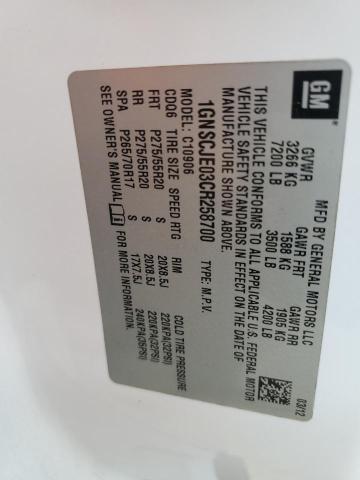 GM
MFD BY GENERAL MOTORS LLC
GVWR GAWR FRT GAWR RR
3266 KG 1588 KG 1905 KG
7200 LB 3500 LB 4200 LB
THIS VEHICLE CONFORMS TO ALL APPLICABLE U.S. FEDERAL MOTOR
VEHICLE SAFETY STANDARDS IN EFFECT ON THE DATE OF
MANUFACTURE SHOWN ABOVE.
1GNSCJE03CR258700 TYPE: M.P.V.
MODEL: C10906
CDQ6 TIRE SIZE SPEED RTG RIM COLD TIRE PRESSURE
FRT P275/55R20 S 20X8.5J 220KPA(32PSI)
RR P275/55R20 S 20X8.5J 220KPA(32PSI)
SPA P265/70R17 S 17X7.5J 240KPA(35PSI)
SEE OWNER'S MANUAL i FOR MORE INFORMATION.
03/12